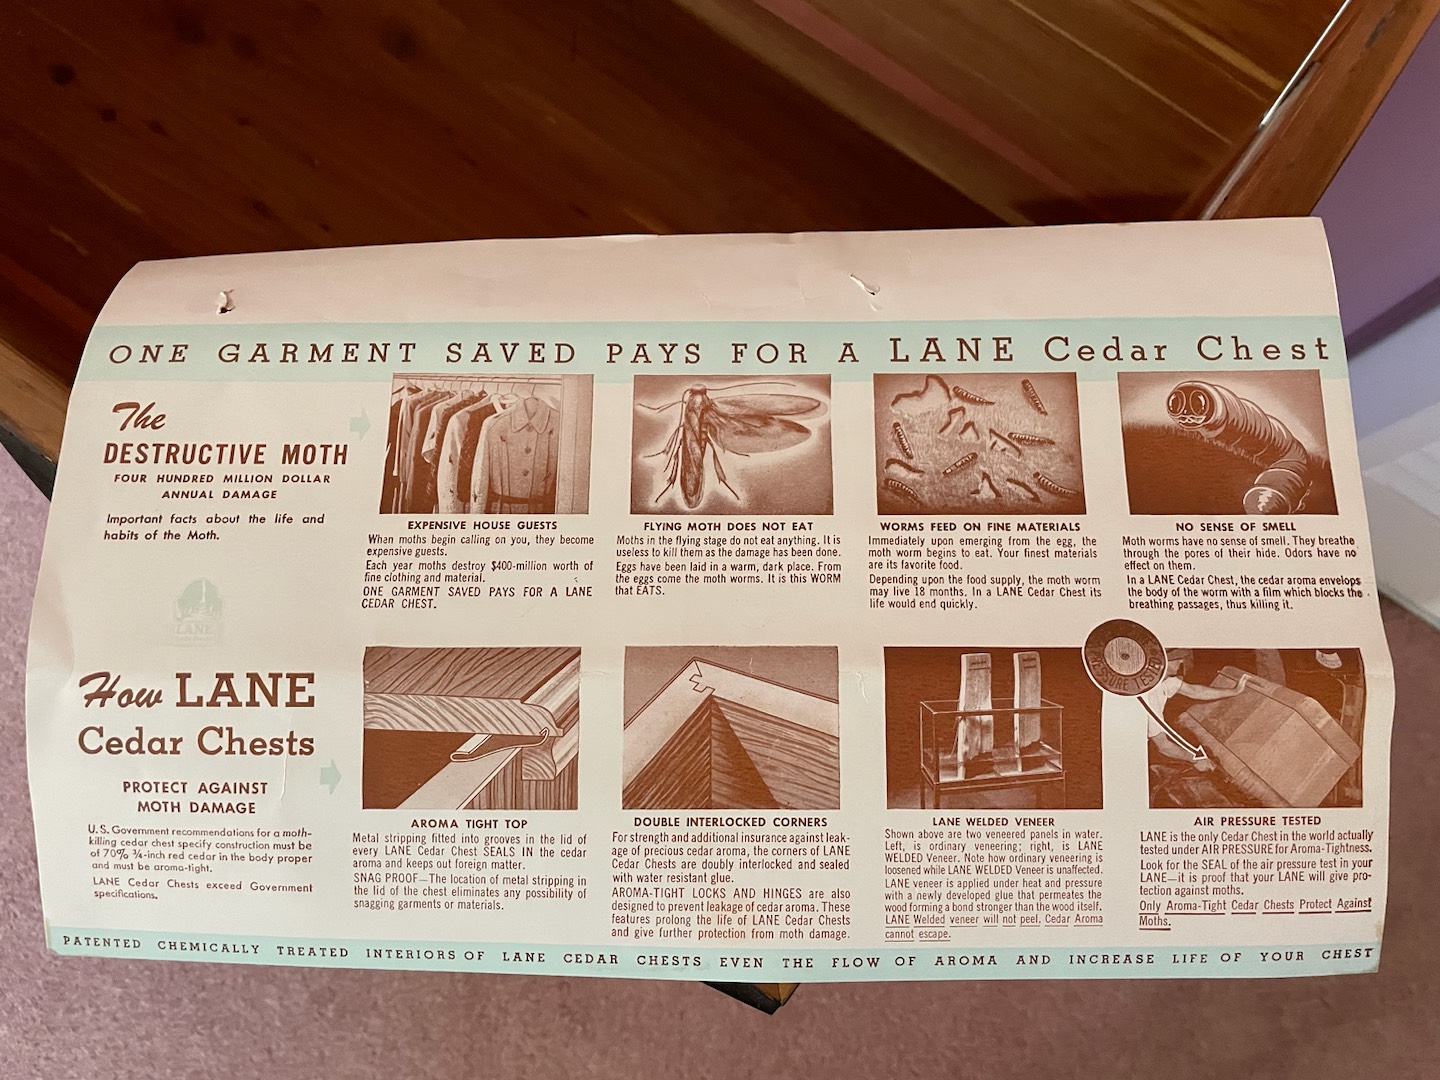 ONE GARMENT SAVED PAYS FOR A LANE Cedar Chest
The
DESTRUCTIVE MOTH
FOUR HUNDRED MILLION DOLLAR
ANNUAL DAMAGE
Important facts about the life and
habits of the Moth.
EXPENSIVE HOUSE GUESTS
When moths begin calling on you, they become
expensive guests.
Each year moths destroy $400-million worth of
fine clothing and material.
ONE GARMENT SAVED PAYS FOR A LANE
CEDAR CHEST.
FLYING MOTH DOES NOT EAT
Moths in the flying stage do not eat anything. It is
useless to kill them as the damage has been done.
Eggs have been laid in a warm, dark place. From
the eggs come the moth worms. It is this WORM
that EATS.
WORMS FEED ON FINE MATERIALS
Immediately upon emerging from the egg, the
moth worm begins to eat. Your finest materials
are its favorite food.
Depending upon the food supply, the moth worm
may live 18 months. In a LANE Cedar Chest its
life would end quickly.
NO SENSE OF SMELL
Moth worms have no sense of smell. They breathe
through the pores of their hide. Odors have no
effect on them.
In a LANE Cedar Chest, the cedar aroma envelops
the body of the worm with a film which blocks the
breathing passages, thus killing it.
LANE
How LANE
Cedar Chests
PROTECT AGAINST
MOTH DAMAGE
U.S. Government recommendations for a moth-
killing cedar chest specify construction must be
of 70% ¾-inch red cedar in the body proper
and must be aroma-tight.
LANE Cedar Chests exceed Government
specifications.
AROMA TIGHT TOP
Metal stripping fitted into grooves in the lid of
every LANE Cedar Chest SEALS IN the cedar
aroma and keeps out foreign matter.
SNAG PROOF—The location of metal stripping in
the lid of the chest eliminates any possibility of
snagging garments or materials.
DOUBLE INTERLOCKED CORNERS
For strength and additional insurance against leak-
age of precious cedar aroma, the corners of LANE
Cedar Chests are doubly interlocked and sealed
with water resistant glue.
AROMA-TIGHT LOCKS AND HINGES are also
designed to prevent leakage of cedar aroma. These
features prolong the life of LANE Cedar Chests
and give further protection from moth damage.
LANE WELDED VENEER
Shown above are two veneered panels in water.
Left, is ordinary veneering; right, is LANE
WELDED Veneer. Note how ordinary veneering is
loosened while LANE WELDED Veneer is unaffected.
LANE veneer is applied under heat and pressure
with a newly developed glue that permeates the
wood forming a bond stronger than the wood itself.
LANE Welded veneer will not peel. Cedar Aroma
cannot escape.
PRESSURE TESTED
AIR PRESSURE TESTED
LANE is the only Cedar Chest in the world actually
tested under AIR PRESSURE for Aroma-Tightness.
Look for the SEAL of the air pressure test in your
LANE—it is proof that your LANE will give pro-
tection against moths.
Only Aroma-Tight Cedar Chests Protect Against
Moths.
PATENTED CHEMICALLY TREATED INTERIORS OF LANE CEDAR CHESTS EVEN THE FLOW OF AROMA AND INCREASE LIFE OF YOUR CHEST